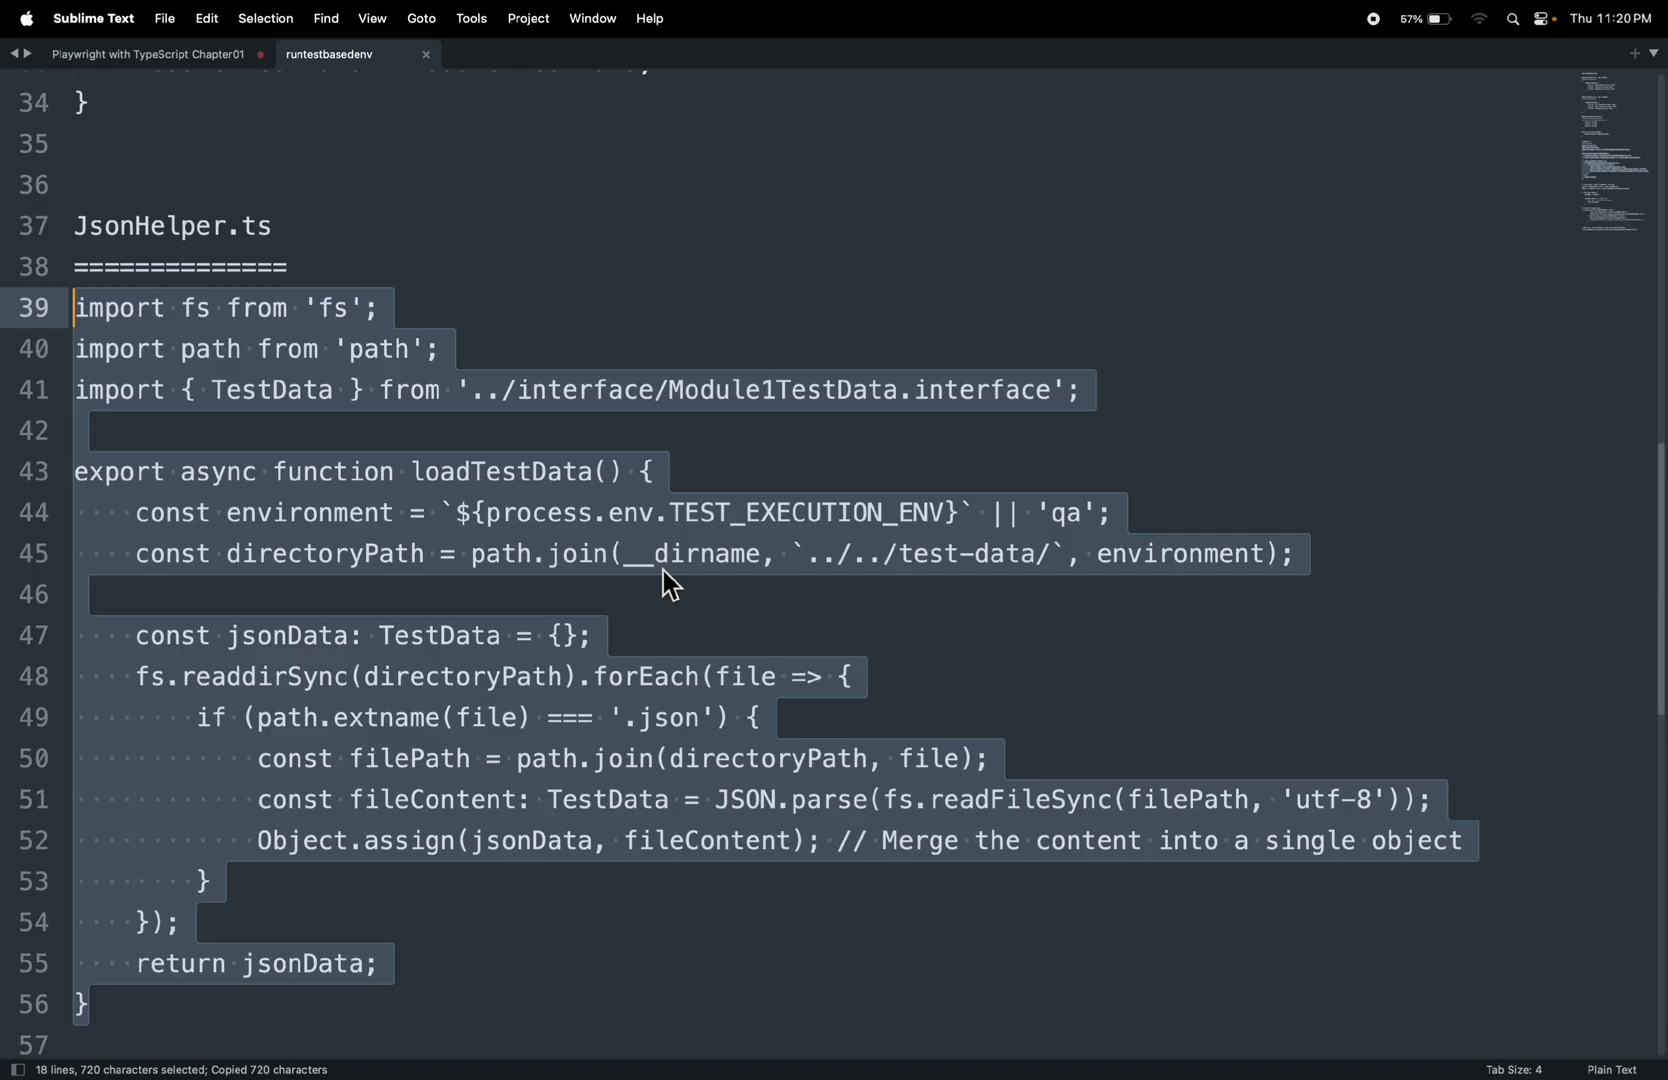 Sublime Text File Edit Selection Find View Goto Tools Project Window Help 57% Thu 11:20 PM
Playwright with TypeScript Chapter01 runtestbasedenv
34 }
35
36
37 JsonHelper.ts
38 ==============
39 import fs from 'fs';
40 import path from 'path';
41 import { TestData } from '../interface/Module1TestData.interface';
42
43 export async function loadTestData() {
44     const environment = `${process.env.TEST_EXECUTION_ENV}` || 'qa';
45     const directoryPath = path.join(__dirname, `../../test-data/`, environment);
46
47     const jsonData: TestData = {};
48     fs.readdirSync(directoryPath).forEach(file => {
49         if (path.extname(file) === '.json') {
50             const filePath = path.join(directoryPath, file);
51             const fileContent: TestData = JSON.parse(fs.readFileSync(filePath, 'utf-8'));
52             Object.assign(jsonData, fileContent); // Merge the content into a single object
53         }
54     });
55     return jsonData;
56 }
57
18 lines, 720 characters selected; Copied 720 characters Tab Size: 4 Plain Text